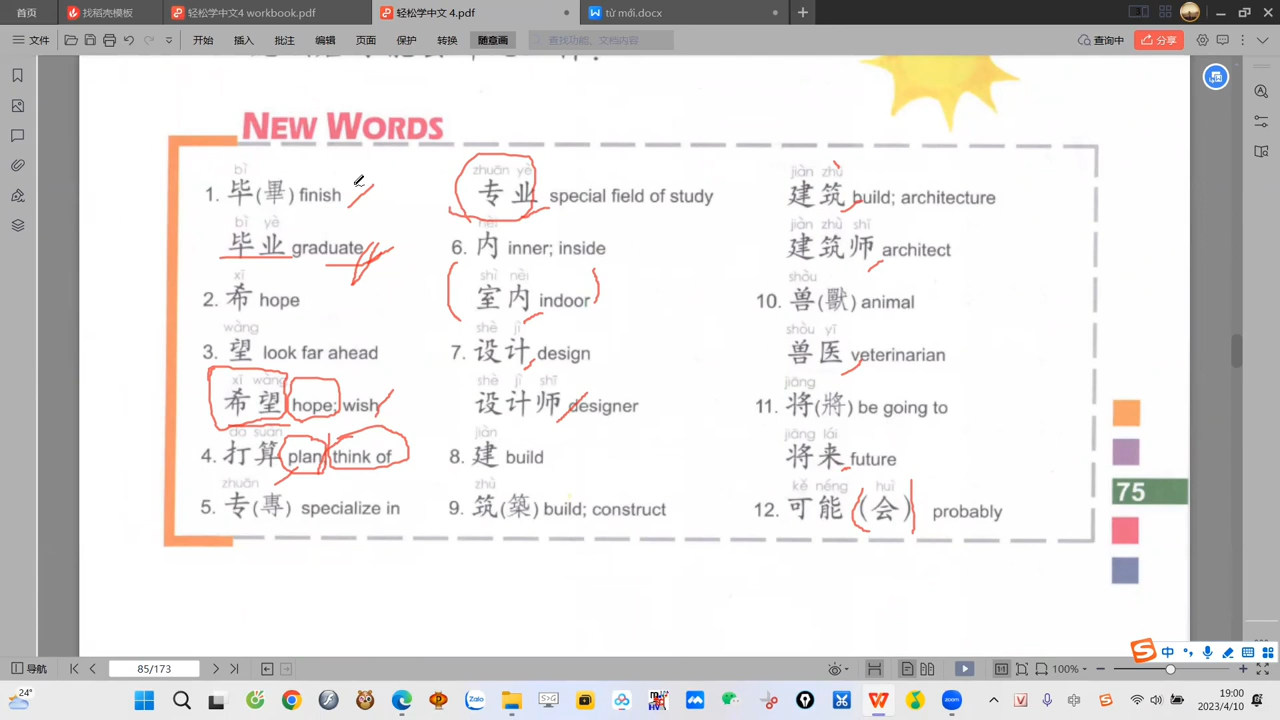 首页
找稻壳模板
轻松学中文4 workbook.pdf
轻松学中文 4.pdf
từ mới.docx
文件
开始
插入
批注
编辑
页面
保护
转换
随意画
查找功能、文档内容
查询中
分享
NEW WORDS
bì
1. 毕(畢) finish
bì yè
毕业 graduate
xī
2. 希 hope
wàng
3. 望 look far ahead
xī wàng
希望 hope; wish
dǎ suàn
4. 打算 plan; think of
zhuān
5. 专(專) specialize in
zhuān yè
专业 special field of study
nèi
6. 内 inner; inside
shì nèi
室内 indoor
shè jì
7. 设计 design
shè jì shī
设计师 designer
jiàn
8. 建 build
zhù
9. 筑(築) build; construct
jiàn zhù
建筑 build; architecture
jiàn zhù shī
建筑师 architect
shòu
10. 兽(獸) animal
shòu yī
兽医 veterinarian
jiāng
11. 将(將) be going to
jiāng lái
将来 future
kě néng huì
12. 可能(会) probably
75
中
导航
85/173
100%
24°
Zalo
zoom
19:00
2023/4/10